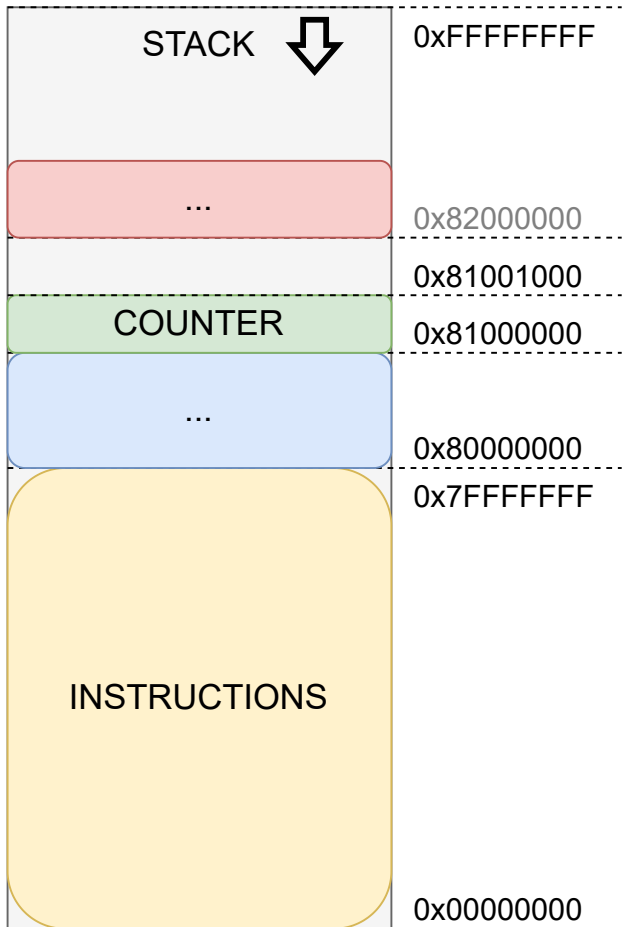 STACK
0xFFFFFFFF
...
0x82000000
0x81001000
COUNTER
0x81000000
...
0x80000000
0x7FFFFFFF
INSTRUCTIONS
0x00000000